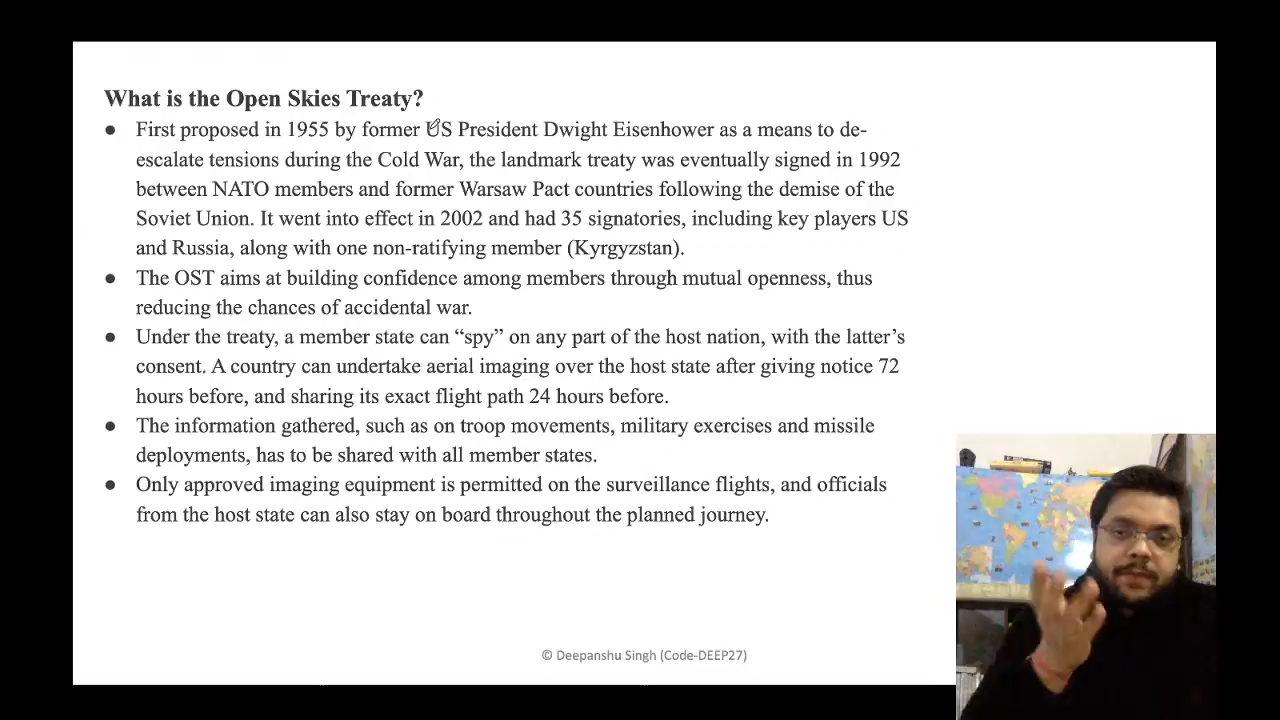 What is the Open Skies Treaty?
● First proposed in 1955 by former US President Dwight Eisenhower as a means to de-
escalate tensions during the Cold War, the landmark treaty was eventually signed in 1992
between NATO members and former Warsaw Pact countries following the demise of the
Soviet Union. It went into effect in 2002 and had 35 signatories, including key players US
and Russia, along with one non-ratifying member (Kyrgyzstan).
● The OST aims at building confidence among members through mutual openness, thus
reducing the chances of accidental war.
● Under the treaty, a member state can “spy” on any part of the host nation, with the latter’s
consent. A country can undertake aerial imaging over the host state after giving notice 72
hours before, and sharing its exact flight path 24 hours before.
● The information gathered, such as on troop movements, military exercises and missile
deployments, has to be shared with all member states.
● Only approved imaging equipment is permitted on the surveillance flights, and officials
from the host state can also stay on board throughout the planned journey.
© Deepanshu Singh (Code-DEEP27)